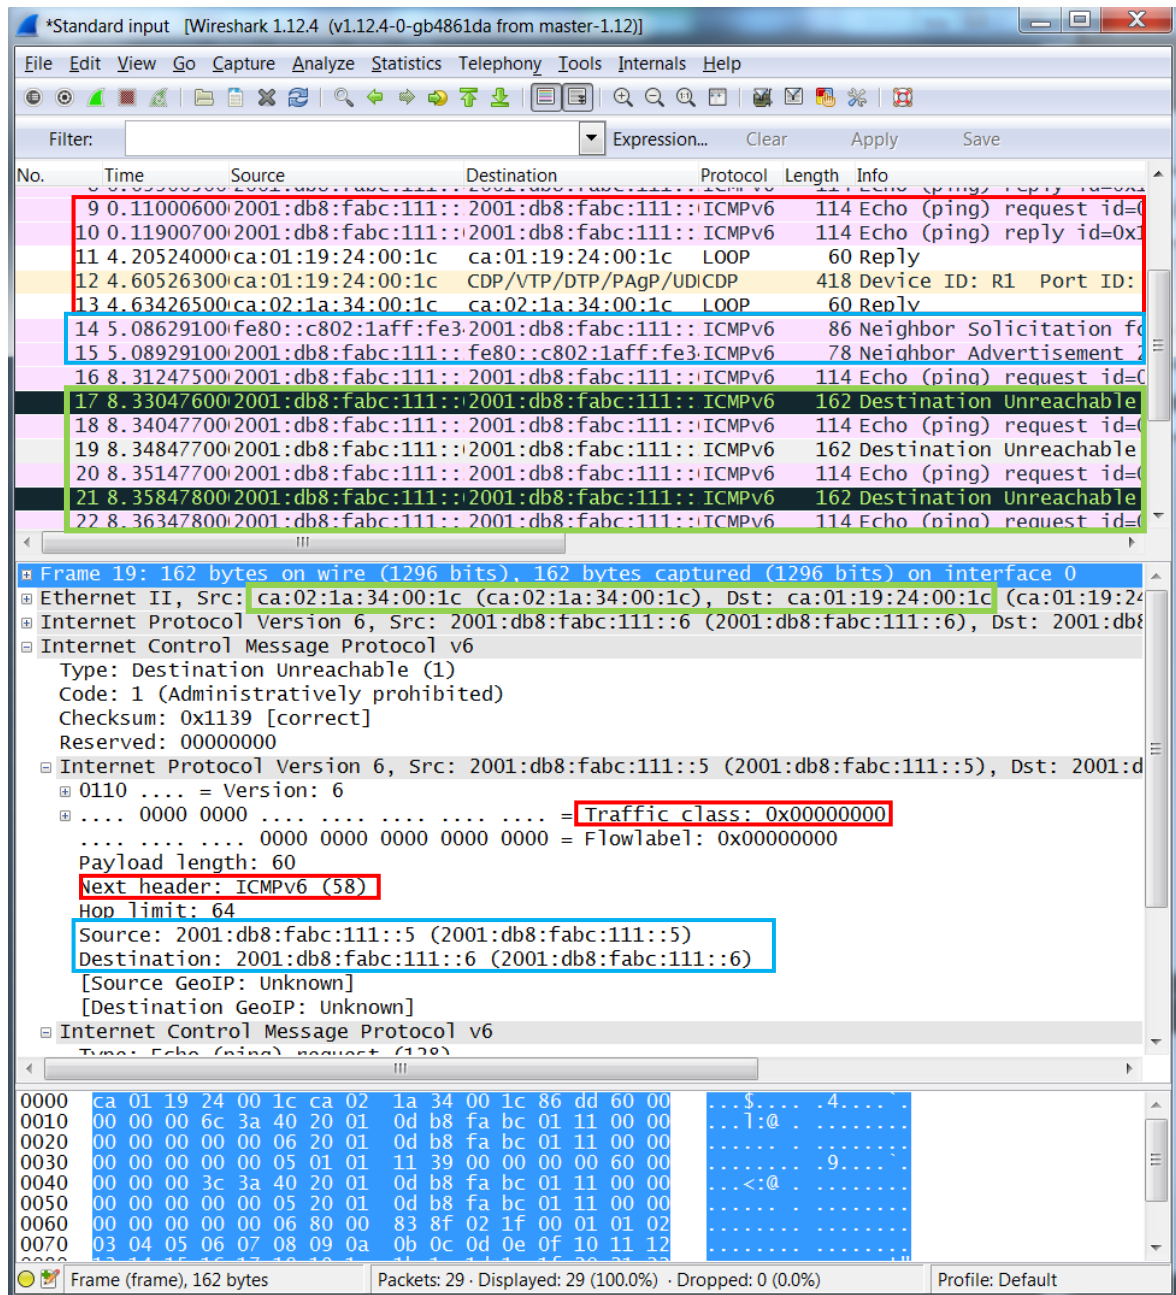 *Standard input [Wireshark 1.12.4 (v1.12.4-0-gb4861da from master-1.12)]
File Edit View Go Capture Analyze Statistics Telephony Tools Internals Help
Filter: Expression... Clear Apply Save
No. Time Source Destination Protocol Length Info
9 0.11000600 2001:db8:fabc:111:: 2001:db8:fabc:111:: ICMPv6 114 Echo (ping) request id=0
10 0.11900700 2001:db8:fabc:111:: 2001:db8:fabc:111:: ICMPv6 114 Echo (ping) reply id=0x1
11 4.20524000 ca:01:19:24:00:1c ca:01:19:24:00:1c LOOP 60 Reply
12 4.60526300 ca:01:19:24:00:1c CDP/VTP/DTP/PAgP/UD CDP 418 Device ID: R1 Port ID:
13 4.63426500 ca:02:1a:34:00:1c ca:02:1a:34:00:1c LOOP 60 Reply
14 5.08629100 fe80::c802:1aff:fe3 2001:db8:fabc:111:: ICMPv6 86 Neighbor Solicitation fo
15 5.08929100 2001:db8:fabc:111:: fe80::c802:1aff:fe3 ICMPv6 78 Neighbor Advertisement 2
16 8.31247500 2001:db8:fabc:111:: 2001:db8:fabc:111:: ICMPv6 114 Echo (ping) request id=0
17 8.33047600 2001:db8:fabc:111:: 2001:db8:fabc:111:: ICMPv6 162 Destination Unreachable
18 8.34047700 2001:db8:fabc:111:: 2001:db8:fabc:111:: ICMPv6 114 Echo (ping) request id=0
19 8.34847700 2001:db8:fabc:111:: 2001:db8:fabc:111:: ICMPv6 162 Destination Unreachable
20 8.35147700 2001:db8:fabc:111:: 2001:db8:fabc:111:: ICMPv6 114 Echo (ping) request id=0
21 8.35847800 2001:db8:fabc:111:: 2001:db8:fabc:111:: ICMPv6 162 Destination Unreachable
22 8.36347800 2001:db8:fabc:111:: 2001:db8:fabc:111:: ICMPv6 114 Echo (ping) request id=0
Frame 19: 162 bytes on wire (1296 bits), 162 bytes captured (1296 bits) on interface 0
Ethernet II, Src: ca:02:1a:34:00:1c (ca:02:1a:34:00:1c), Dst: ca:01:19:24:00:1c (ca:01:19:24
Internet Protocol Version 6, Src: 2001:db8:fabc:111::6 (2001:db8:fabc:111::6), Dst: 2001:db8
Internet Control Message Protocol v6
Type: Destination Unreachable (1)
Code: 1 (Administratively prohibited)
Checksum: 0x1139 [correct]
Reserved: 00000000
Internet Protocol Version 6, Src: 2001:db8:fabc:111::5 (2001:db8:fabc:111::5), Dst: 2001:d
0110 .... = Version: 6
.... 0000 0000 .... .... .... .... .... = Traffic class: 0x00000000
.... .... .... 0000 0000 0000 0000 0000 = Flowlabel: 0x00000000
Payload length: 60
Next header: ICMPv6 (58)
Hop limit: 64
Source: 2001:db8:fabc:111::5 (2001:db8:fabc:111::5)
Destination: 2001:db8:fabc:111::6 (2001:db8:fabc:111::6)
[Source GeoIP: Unknown]
[Destination GeoIP: Unknown]
Internet Control Message Protocol v6
Type: Echo (ping) request (128)
0000 ca 01 19 24 00 1c ca 02 1a 34 00 1c 86 dd 60 00 ...$.... .4....`.
0010 00 00 00 6c 3a 40 20 01 0d b8 fa bc 01 11 00 00 ...l:@ . ........
0020 00 00 00 00 00 06 20 01 0d b8 fa bc 01 11 00 00 ...... . ........
0030 00 00 00 00 00 05 01 01 11 39 00 00 00 00 60 00 ........ .9....`.
0040 00 00 00 3c 3a 40 20 01 0d b8 fa bc 01 11 00 00 ...<:@ . ........
0050 00 00 00 00 00 05 20 01 0d b8 fa bc 01 11 00 00 ...... . ........
0060 00 00 00 00 00 06 80 00 83 8f 02 1f 00 01 01 02 ........ ........
0070 03 04 05 06 07 08 09 0a 0b 0c 0d 0e 0f 10 11 12 ........ ........
Frame (frame), 162 bytes Packets: 29 · Displayed: 29 (100.0%) · Dropped: 0 (0.0%) Profile: Default